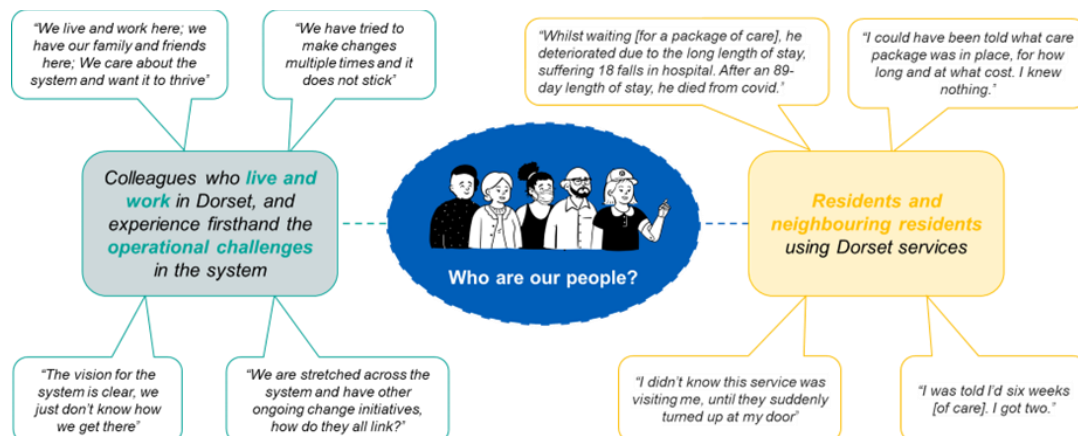 “We live and work here; we
have our family and friends
here; We care about the
system and want it to thrive”
“We have tried to
make changes
multiple times and it
does not stick”
“Whilst waiting [for a package of care], he
deteriorated due to the long length of stay,
suffering 18 falls in hospital. After an 89-
day length of stay, he died from covid.”
“I could have been told what care
package was in place, for how
long and at what cost. I knew
nothing.”
Colleagues who live and
work in Dorset, and
experience firsthand the
operational challenges
in the system
Who are our people?
Residents and
neighbouring residents
using Dorset services
“The vision for the
system is clear, we
just don’t know how
we get there”
“We are stretched across the
system and have other
ongoing change initiatives,
how do they all link?”
“I didn’t know this service was
visiting me, until they suddenly
turned up at my door”
“I was told I’d six weeks
[of care]. I got two.”